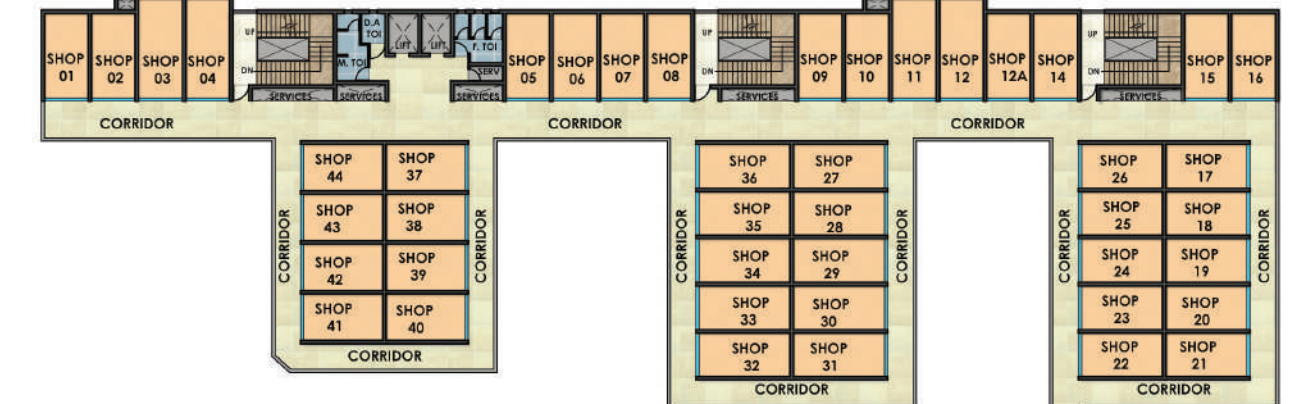 SHOP 01
SHOP 02
SHOP 03
SHOP 04
UP
DN
SERVICES
D.A TOI
M. TOI
SERVICES
LIFT
LIFT
F. TOI
SERV
SERVICES
SHOP 05
SHOP 06
SHOP 07
SHOP 08
UP
DN
SERVICES
SHOP 09
SHOP 10
SHOP 11
SHOP 12
SHOP 12A
SHOP 14
UP
DN
SERVICES
SHOP 15
SHOP 16
CORRIDOR
CORRIDOR
CORRIDOR
SHOP 44
SHOP 37
SHOP 43
SHOP 38
SHOP 42
SHOP 39
SHOP 41
SHOP 40
CORRIDOR
CORRIDOR
CORRIDOR
SHOP 36
SHOP 27
SHOP 35
SHOP 28
SHOP 34
SHOP 29
SHOP 33
SHOP 30
SHOP 32
SHOP 31
CORRIDOR
CORRIDOR
CORRIDOR
SHOP 26
SHOP 17
SHOP 25
SHOP 18
SHOP 24
SHOP 19
SHOP 23
SHOP 20
SHOP 22
SHOP 21
CORRIDOR
CORRIDOR
CORRIDOR